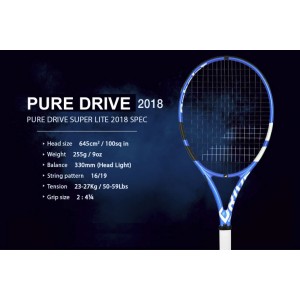 PURE DRIVE 2018
PURE DRIVE SUPER LITE 2018 SPEC
• Head size 645cm² / 100sq in
• Weight 255g / 9oz
• Balance 330mm (Head Light)
• String pattern 16/19
• Tension 23-27Kg / 50-59Lbs
• Grip size 2 : 4¼